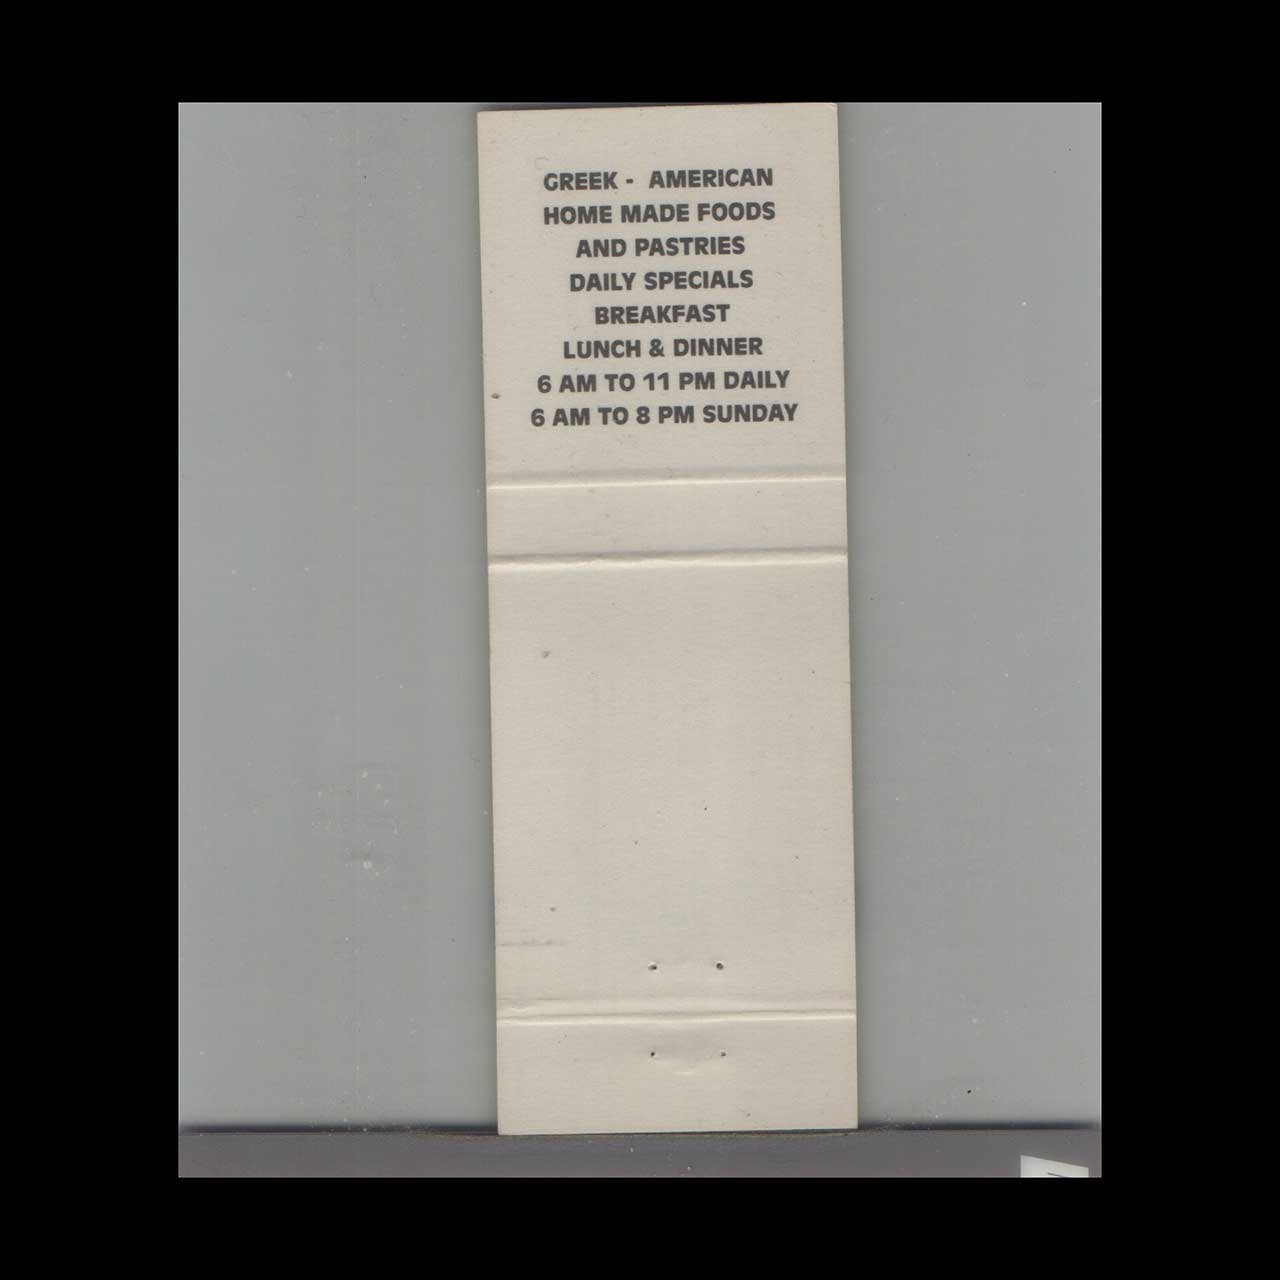 GREEK - AMERICAN
HOME MADE FOODS
AND PASTRIES
DAILY SPECIALS
BREAKFAST
LUNCH & DINNER
6 AM TO 11 PM DAILY
6 AM TO 8 PM SUNDAY